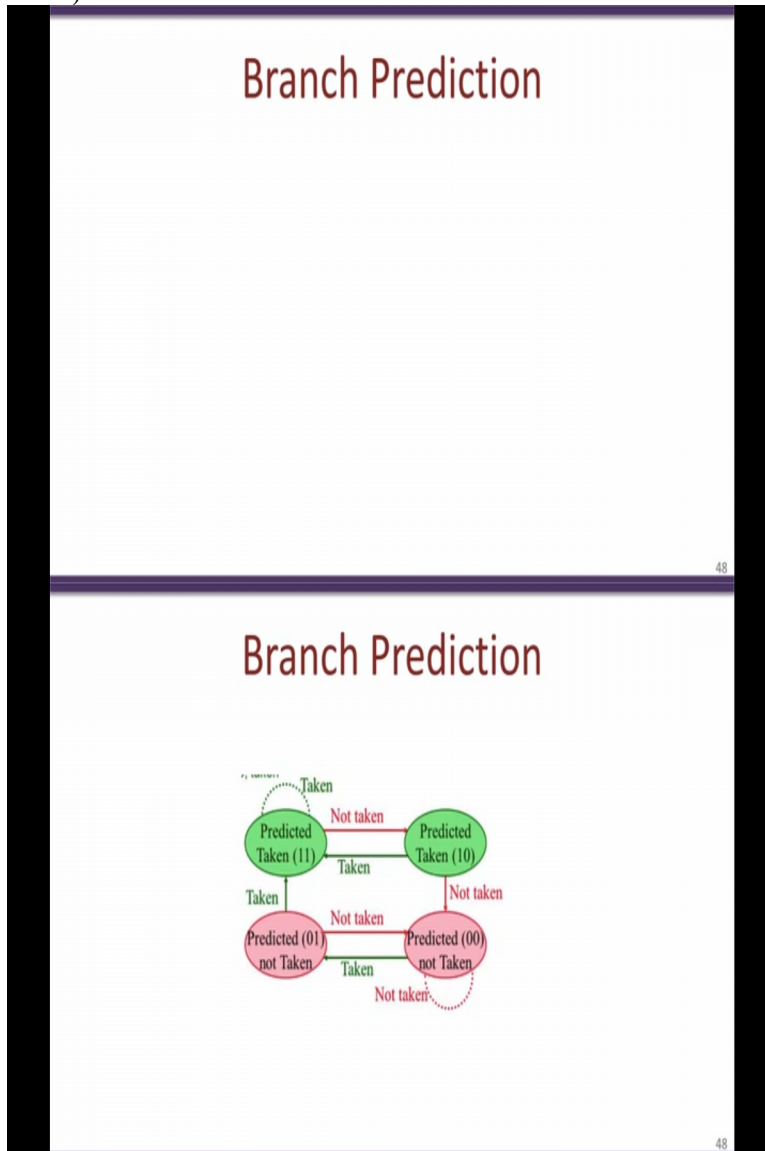 Branch Prediction
48
Branch Prediction
Taken
Predicted
Taken (11)
Not taken
Taken
Predicted
Taken (10)
Taken
Not taken
Predicted (01)
not Taken
Not taken
Taken
Predicted (00)
not Taken
Not taken
48